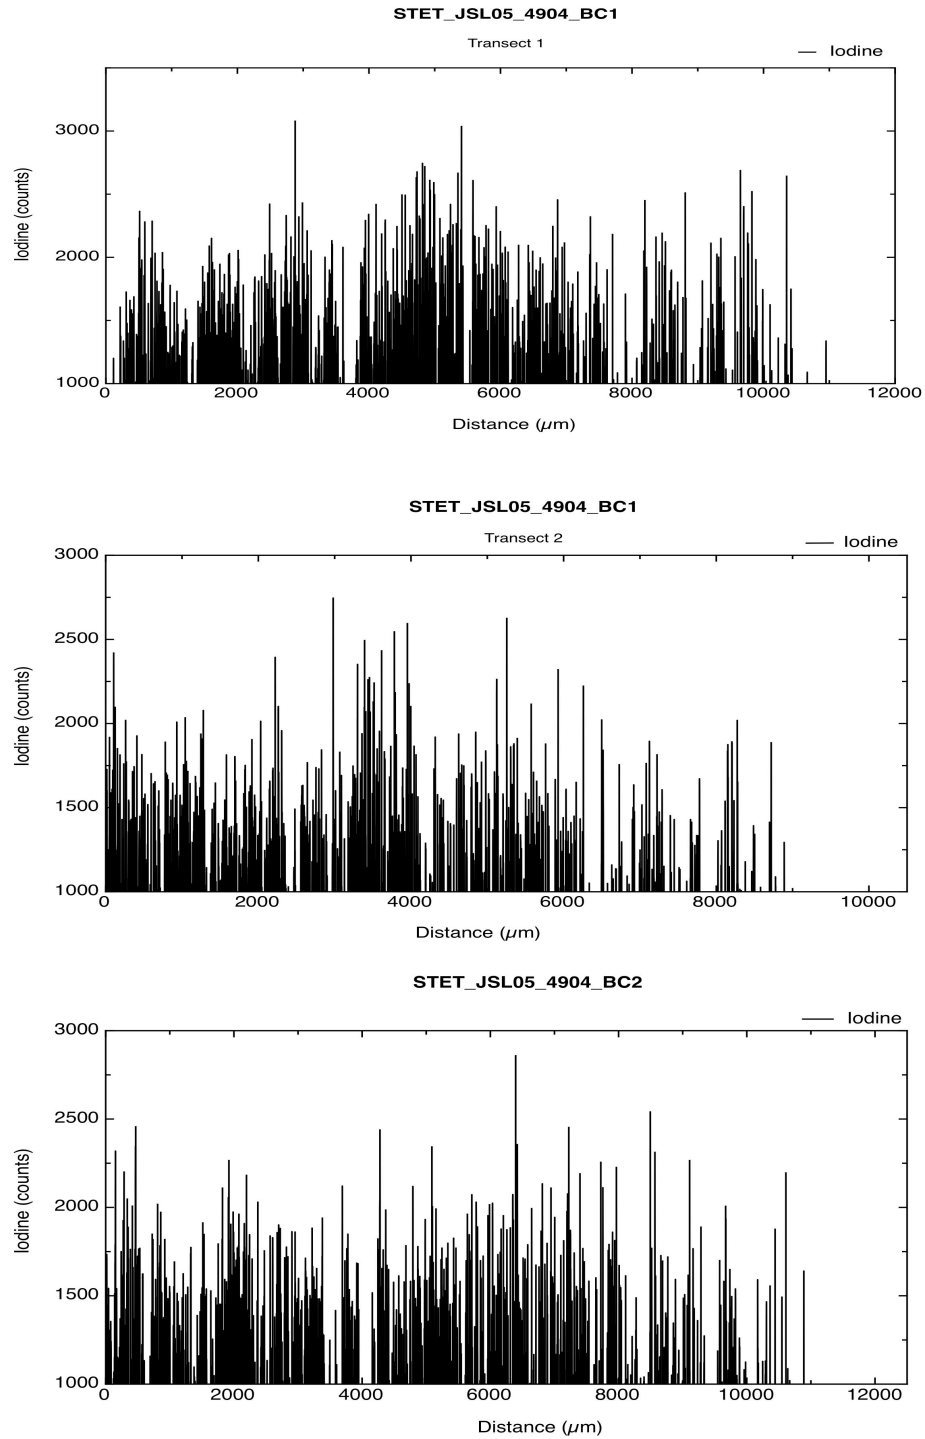 STET_JSL05_4904_BC1
Transect 1
Iodine
3000
2000
1000
Iodine (counts)
0 2000 4000 6000 8000 10000 12000
Distance (µm)
STET_JSL05_4904_BC1
Transect 2
Iodine
3000
2500
2000
1500
1000
Iodine (counts)
0 2000 4000 6000 8000 10000
Distance (µm)
STET_JSL05_4904_BC2
Iodine
3000
2500
2000
1500
1000
Iodine (counts)
0 2000 4000 6000 8000 10000 12000
Distance (µm)